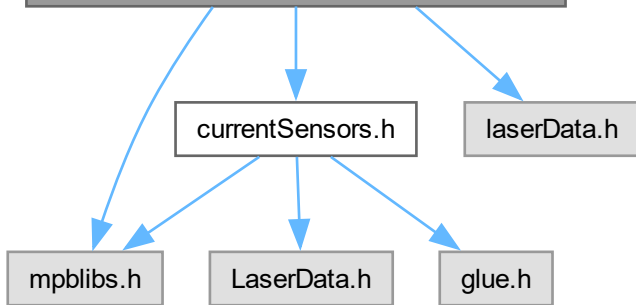 currentSensors.h
laserData.h
mpblibs.h
LaserData.h
glue.h